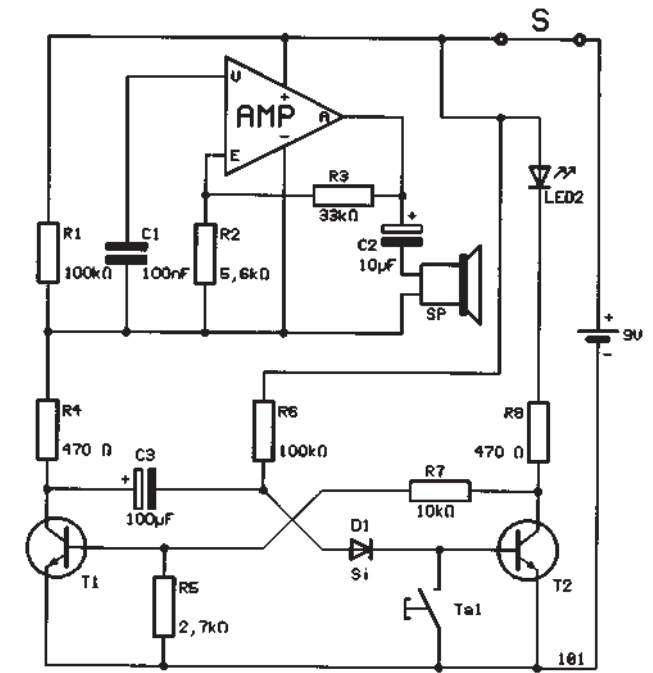 S
U
+
AMP
A
-
E
R3
33kΩ
LED2
R1
100kΩ
C1
100nF
R2
5,6kΩ
+
C2
10µF
SP
+
9V
-
R4
470 Ω
R6
100kΩ
R8
470 Ω
C3
+
100µF
R7
10kΩ
D1
Si
T1
R5
2,7kΩ
Ta1
T2
101